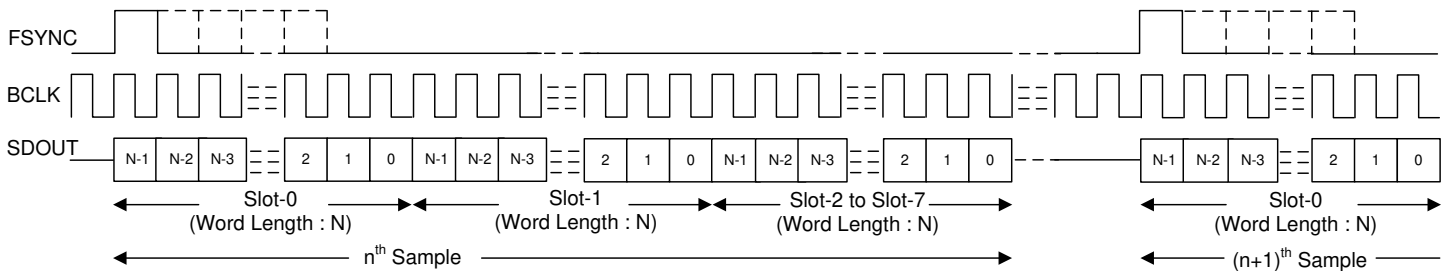 FSYNC
BCLK
SDOUT N-1 N-2 N-3 2 1 0 N-1 N-2 N-3 2 1 0 N-1 N-2 N-3 2 1 0 N-1 N-2 N-3 2 1 0
Slot-0 Slot-1 Slot-2 to Slot-7 Slot-0
(Word Length : N) (Word Length : N) (Word Length : N) (Word Length : N)
nth Sample (n+1)th Sample